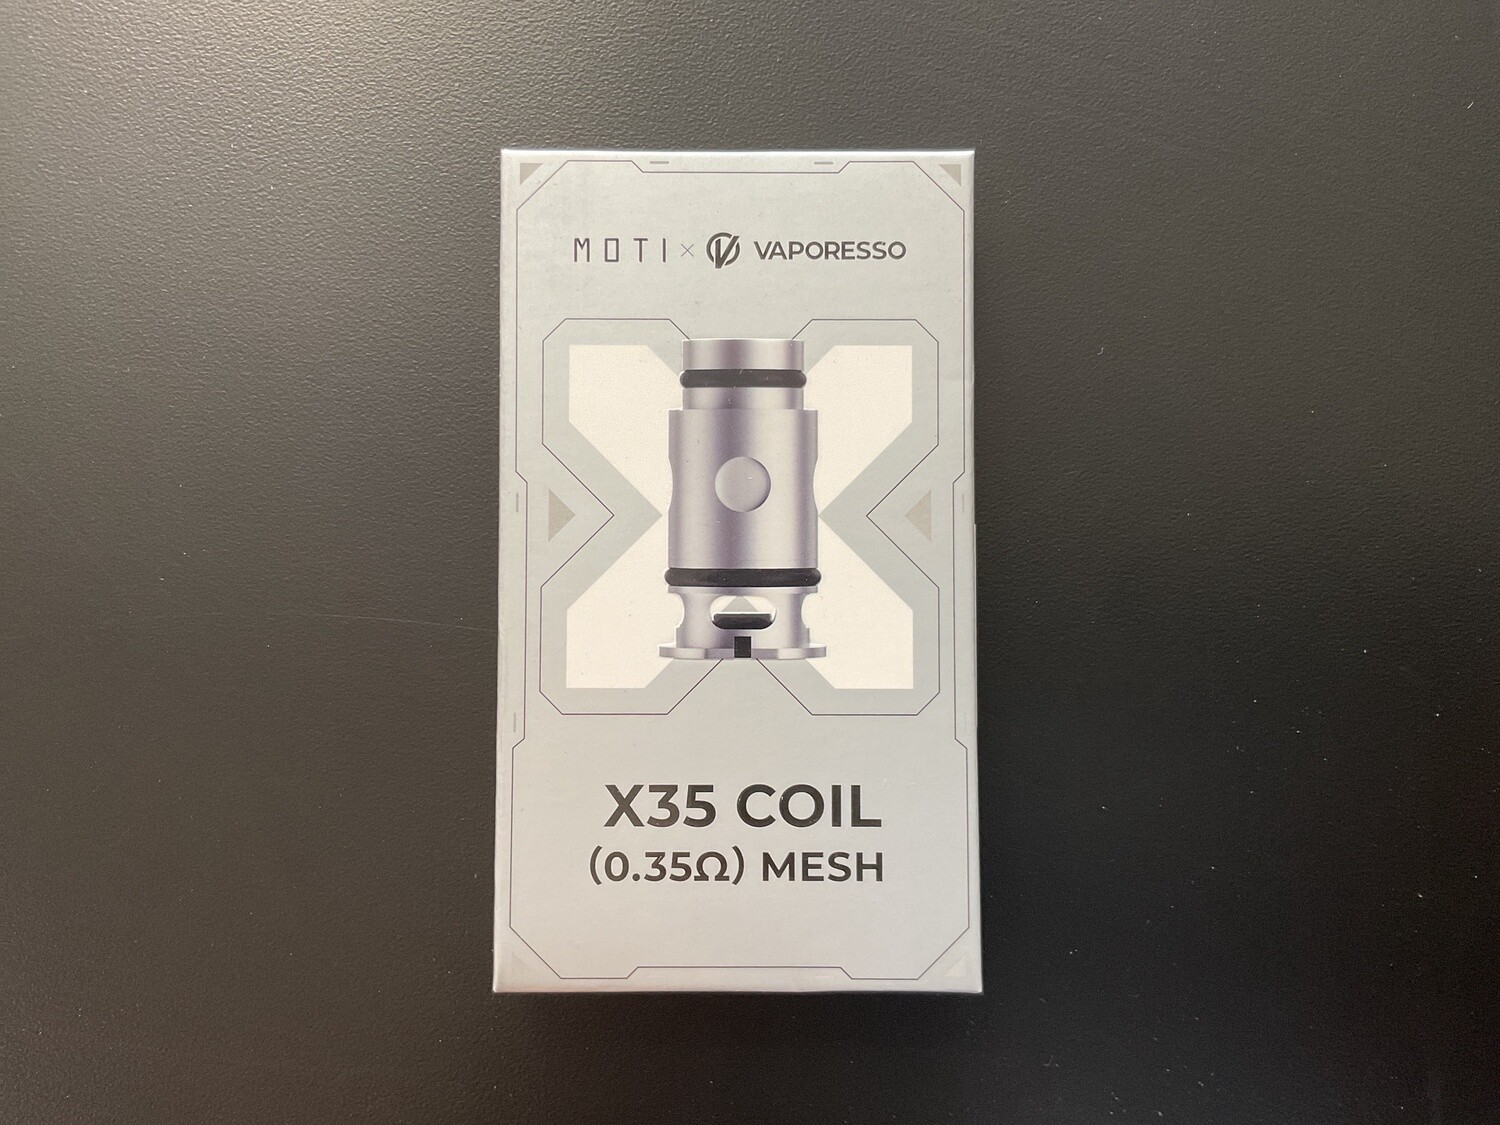 MOTI × VAPORESSO
X35 COIL
(0.35Ω) MESH